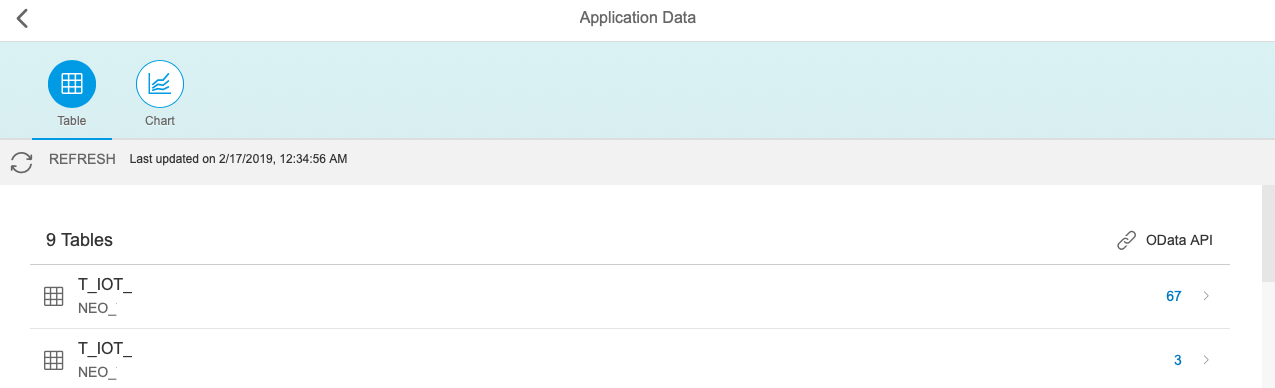 Application Data
Table
Chart
REFRESH Last updated on 2/17/2019, 12:34:56 AM
9 Tables OData API
T_IOT_
NEO_
67
T_IOT_
NEO_
3